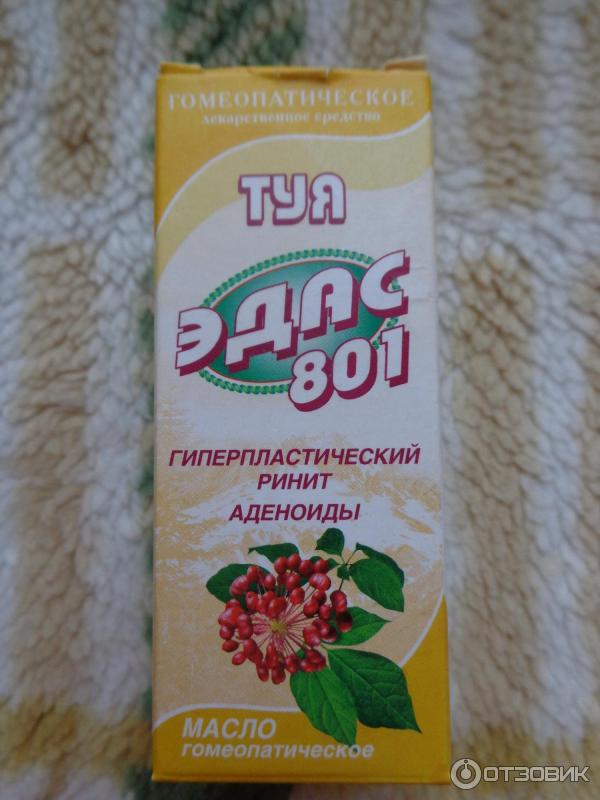 ГОМЕОПАТИЧЕСКОЕ
лекарственное средство
ТУЯ
ЭДАС
801
ГИПЕРПЛАСТИЧЕСКИЙ
РИНИТ
АДЕНОИДЫ
МАСЛО
гомеопатическое
ОТЗОВИК